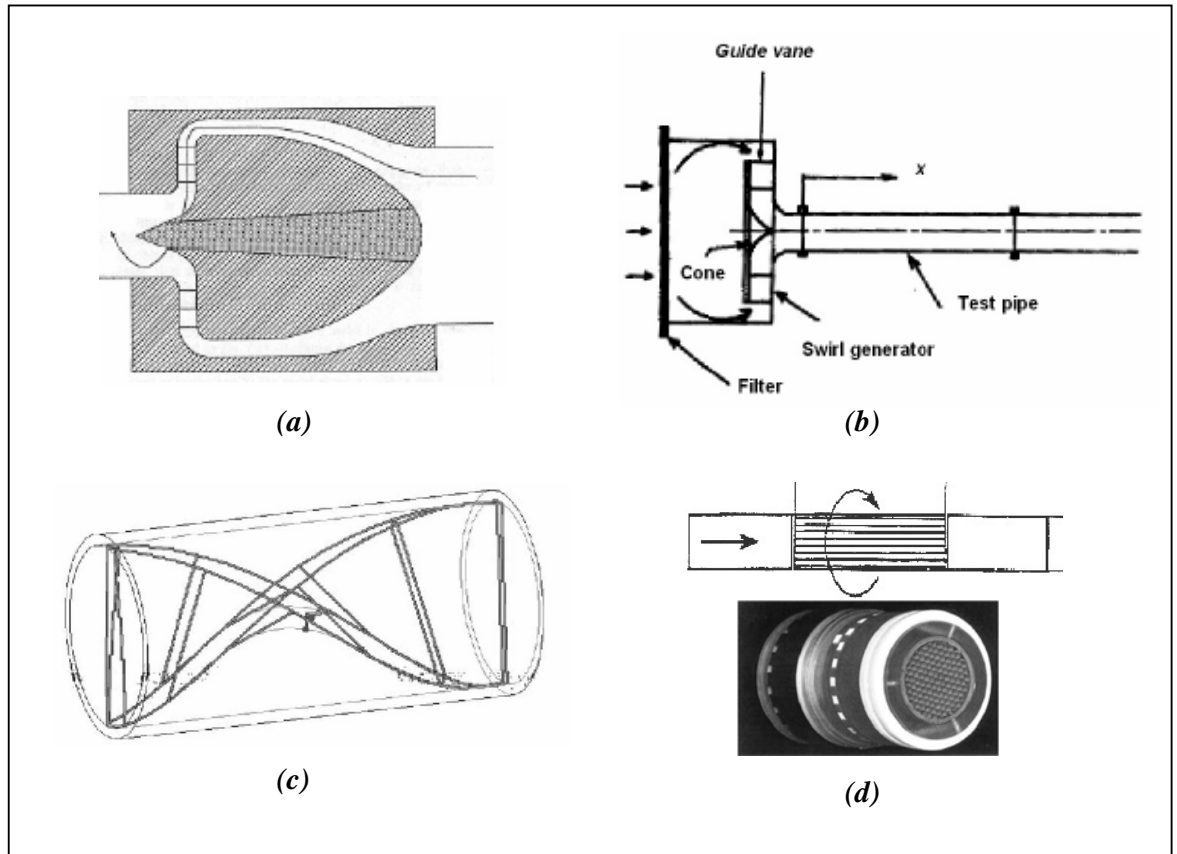 Guide vane
x
Cone
Test pipe
Swirl generator
Filter
(a)
(b)
(c)
(d)